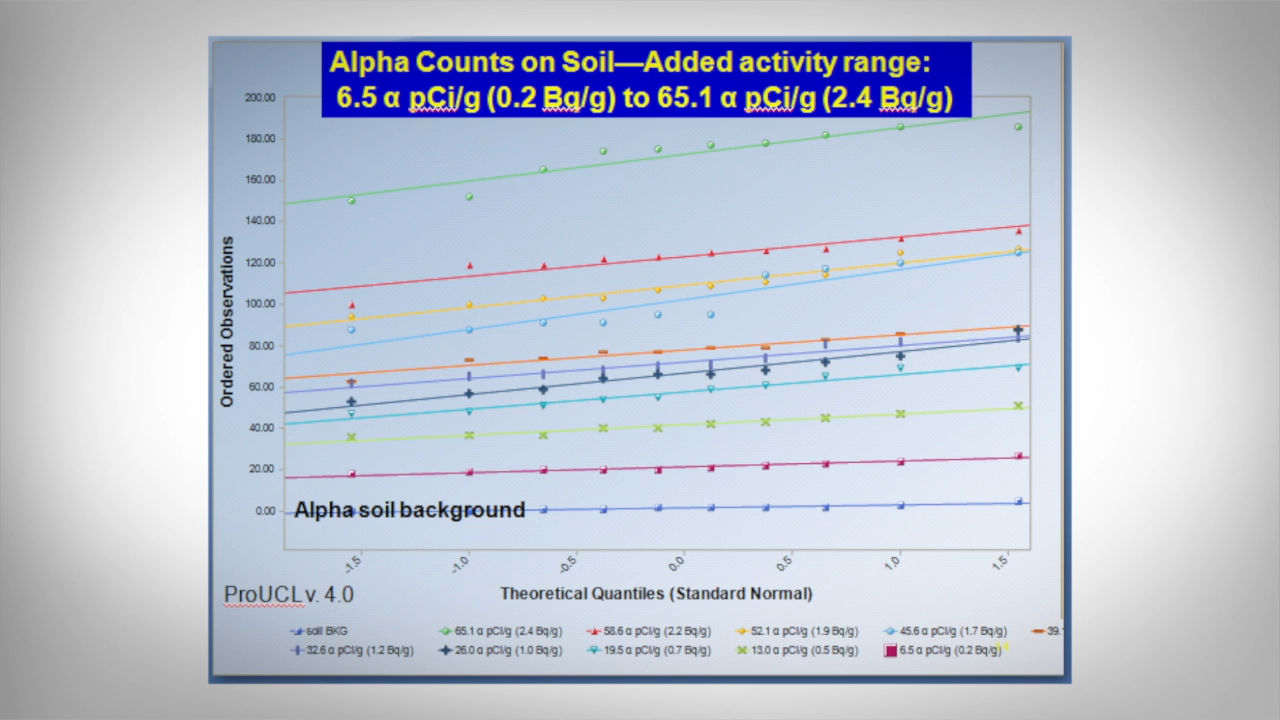 Alpha Counts on Soil—Added activity range:
6.5 α pCi/g (0.2 Bq/g) to 65.1 α pCi/g (2.4 Bq/g)
200.00
180.00
160.00
140.00
120.00
100.00
80.00
60.00
40.00
20.00
0.00
Ordered Observations
Alpha soil background
-1.5
-1.0
-0.5
0.0
0.5
1.0
1.5
ProUCL v. 4.0
Theoretical Quantiles (Standard Normal)
soil BKG
65.1 α pCi/g (2.4 Bq/g)
58.6 α pCi/g (2.2 Bq/g)
52.1 α pCi/g (1.9 Bq/g)
45.6 α pCi/g (1.7 Bq/g)
32.6 α pCi/g (1.2 Bq/g)
26.0 α pCi/g (1.0 Bq/g)
19.5 α pCi/g (0.7 Bq/g)
13.0 α pCi/g (0.5 Bq/g)
6.5 α pCi/g (0.2 Bq/g)